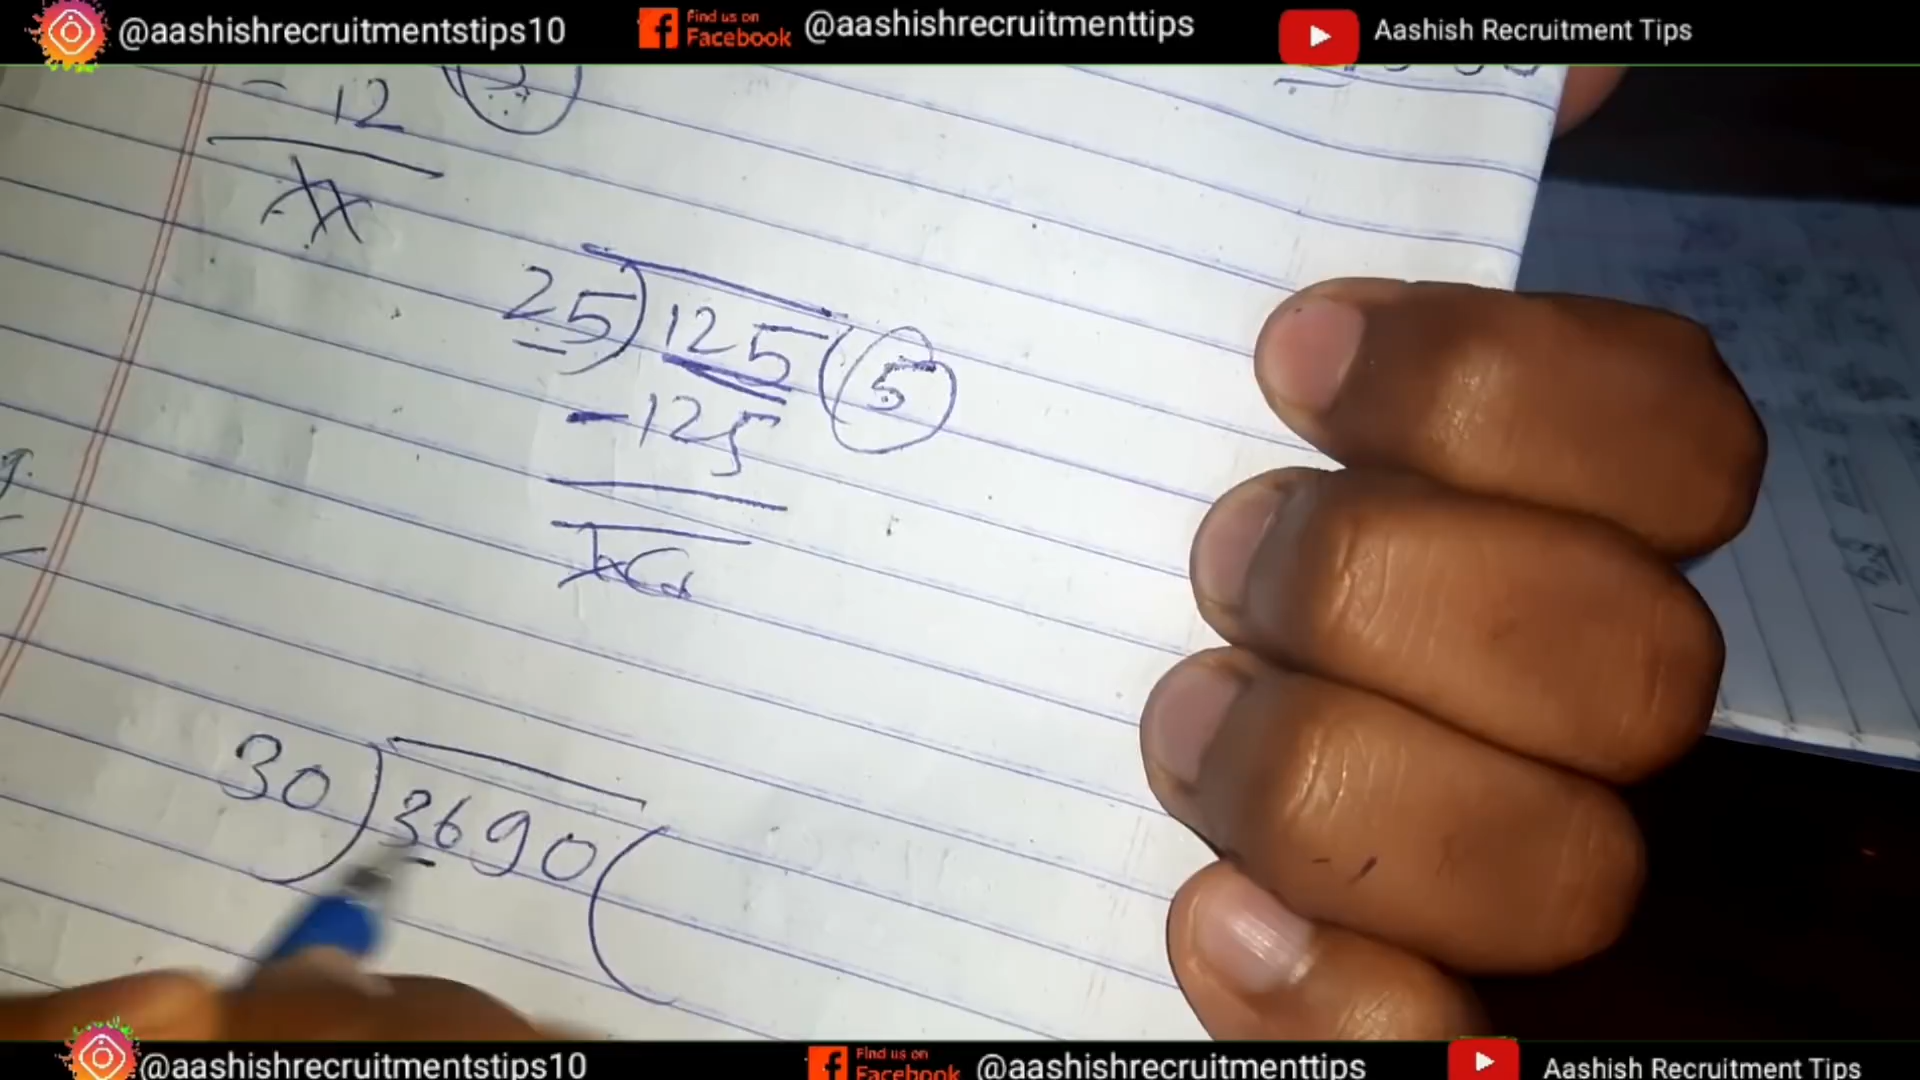 @aashishrecruitmentstips10 Find us on Facebook @aashishrecruitmenttips Aashish Recruitment Tips
- 12
25)125(5
-125
30)3690(
@aashishrecruitmentstips10 Find us on Facebook @aashishrecruitmenttips Aashish Recruitment Tips